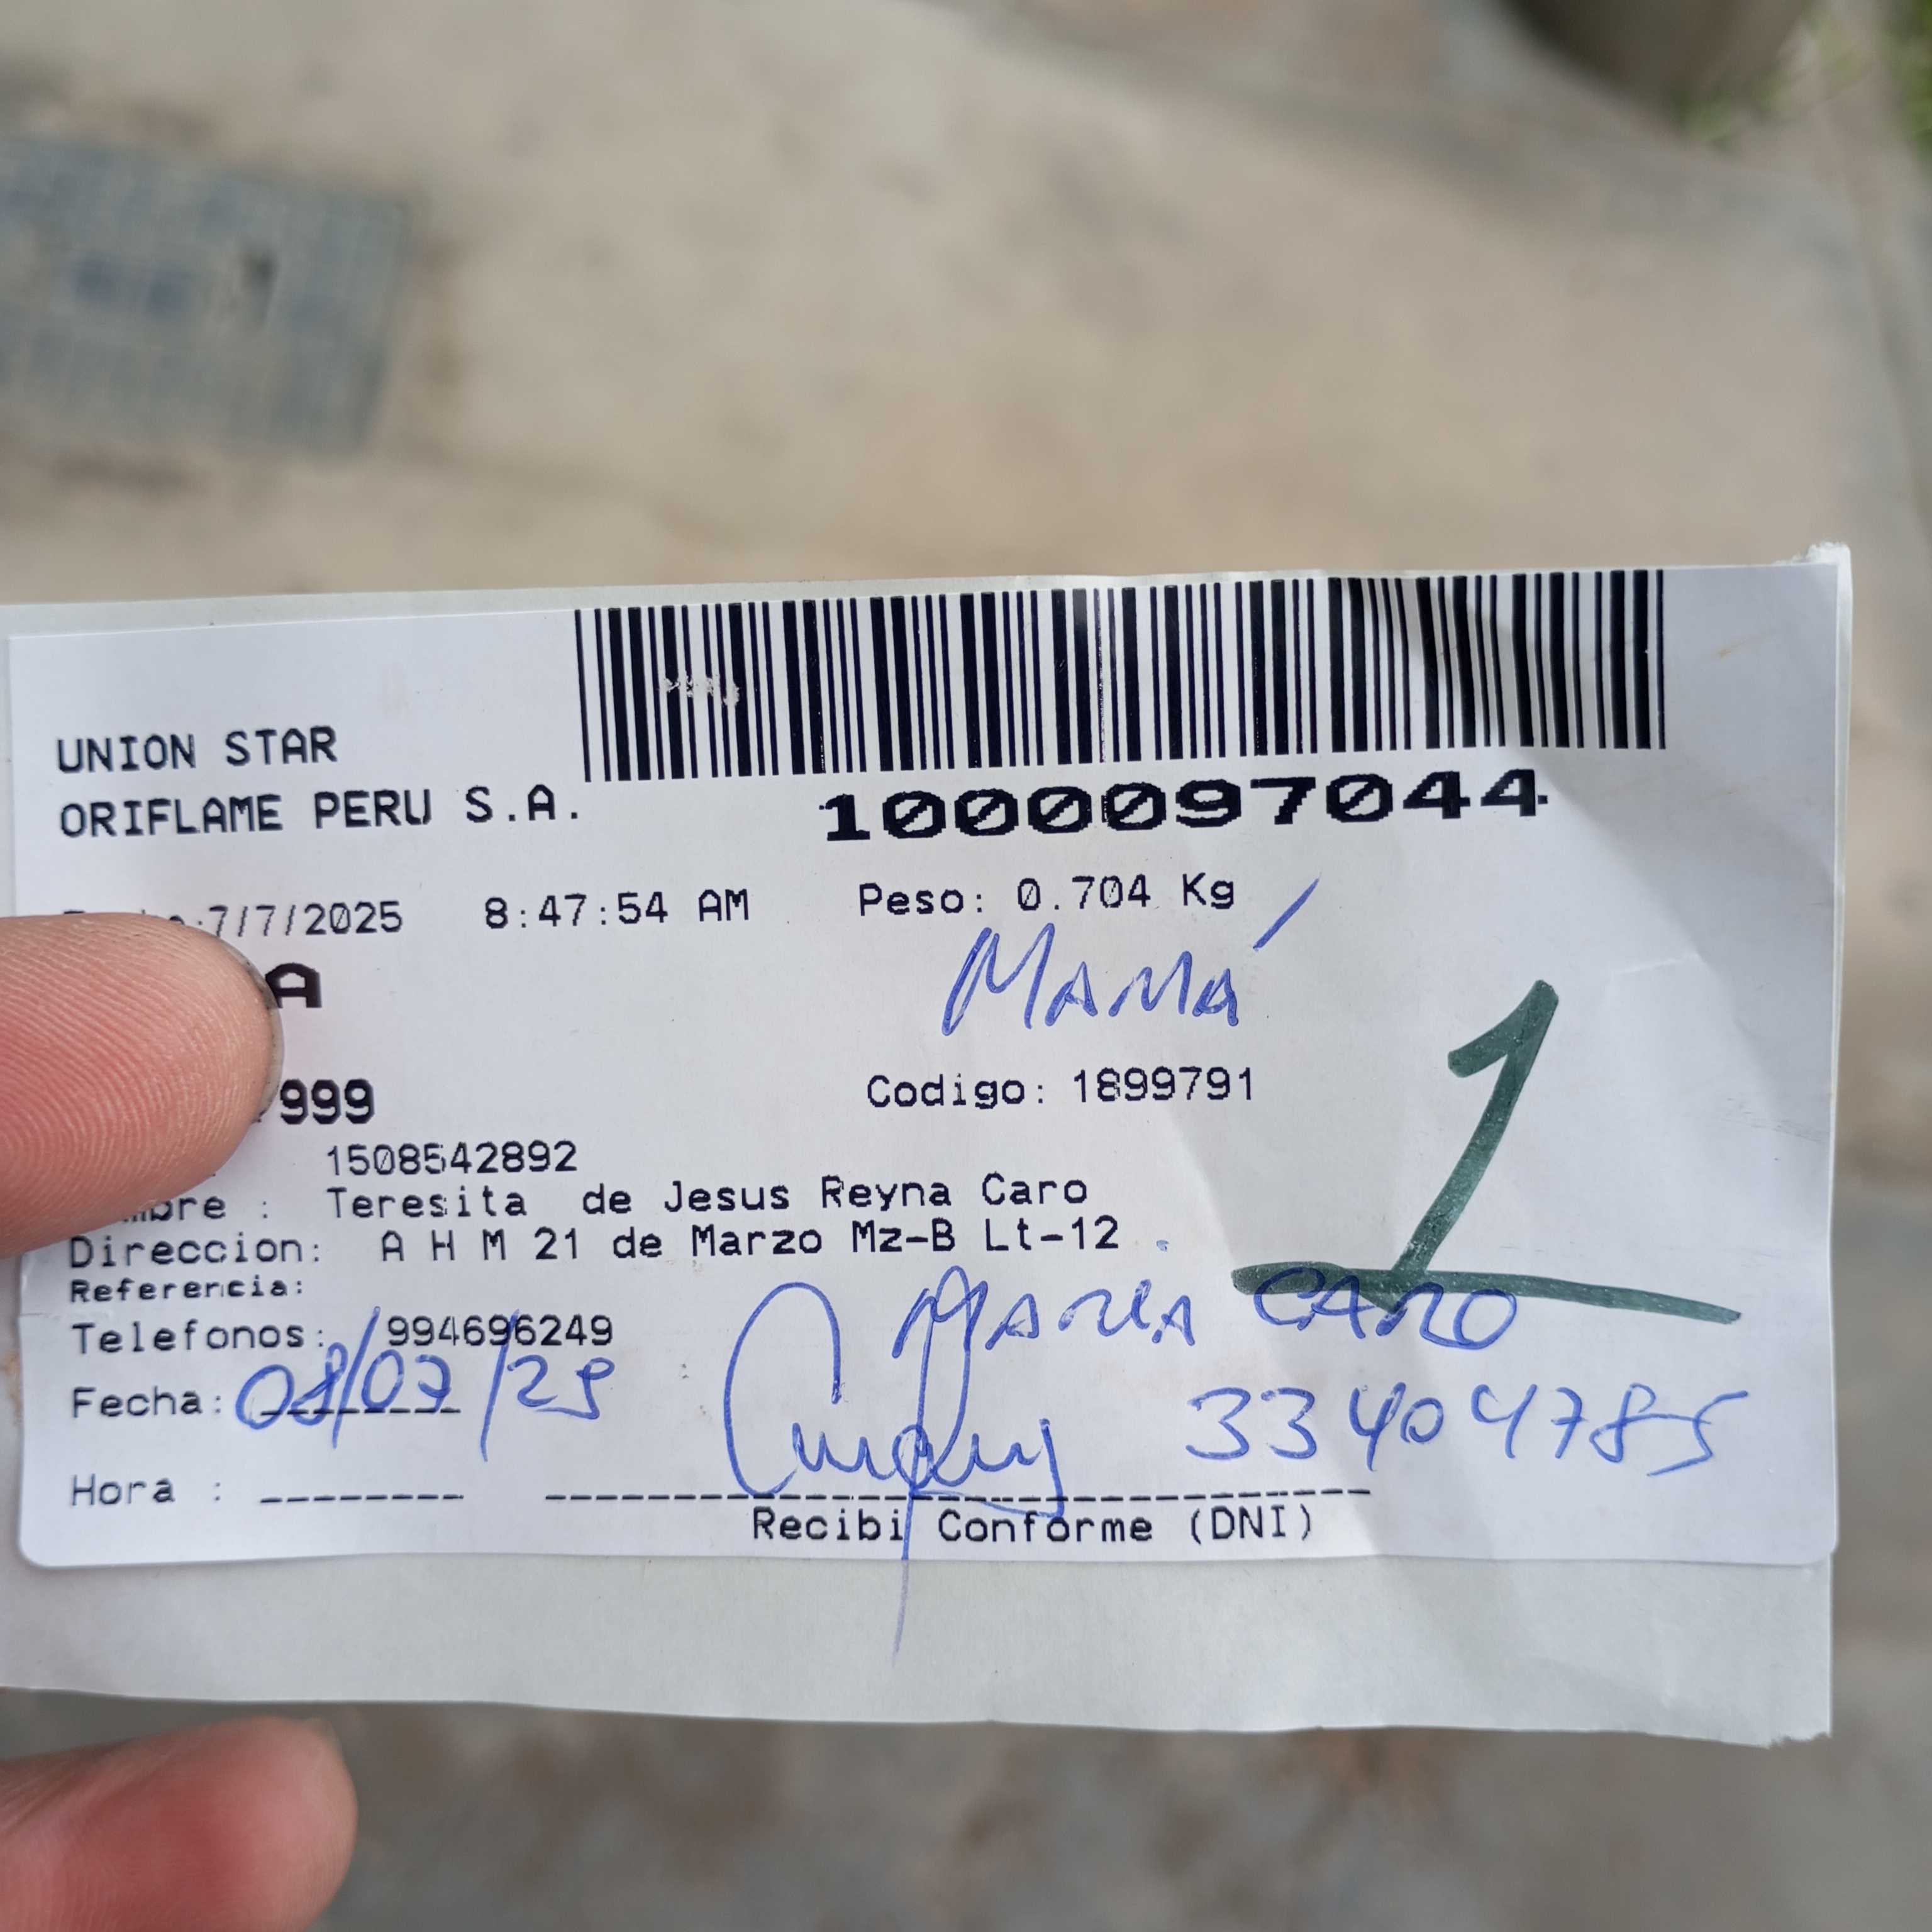 UNION STAR
ORIFLAME PERU S.A.
1000097044
7/7/2025 8:47:54 AM Peso: 0.704 Kg
MAMÁ
A
999 Codigo: 1899791
1508542892
bre : Teresita de Jesus Reyna Caro
Direccion: A H M 21 de Marzo Mz-B Lt-12
1
Referencia:
MARIA CARO
Telefonos: 994696249
Fecha: 08/07/25
33404785
Hora : --------
Recibi Conforme (DNI)